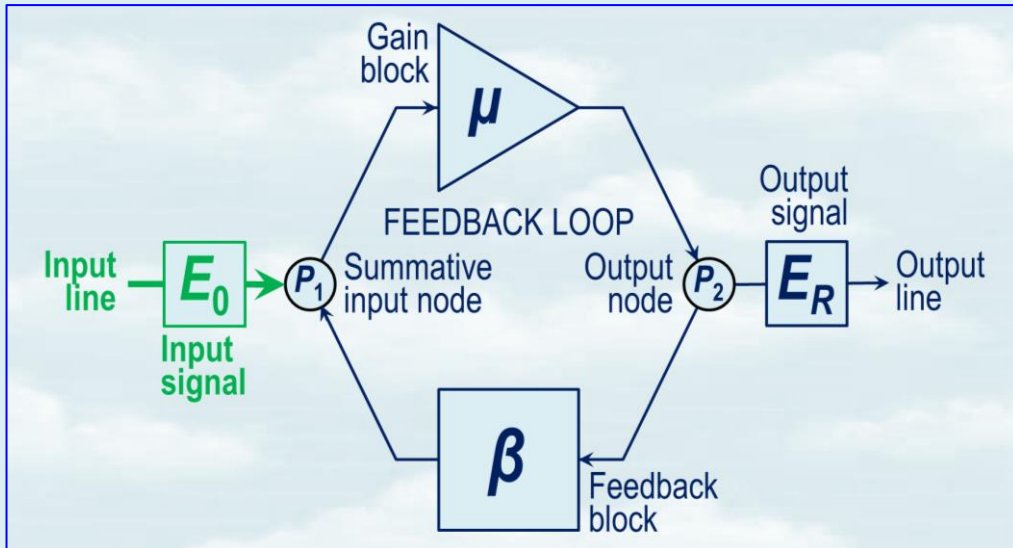 Gain
block
μ
FEEDBACK LOOP
Input
line
E0
Input
signal
P1
Summative
input node
Output
node
P2
Output
signal
ER
Output
line
β
Feedback
block